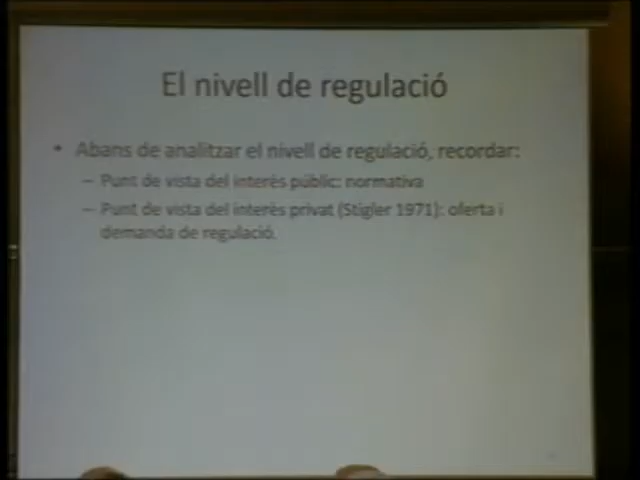 El nivell de regulació
• Abans de analitzar el nivell de regulació, recordar:
– Punt de vista del interès públic: normativa
– Punt de vista del interès privat (Stigler 1971): oferta i
demanda de regulació.